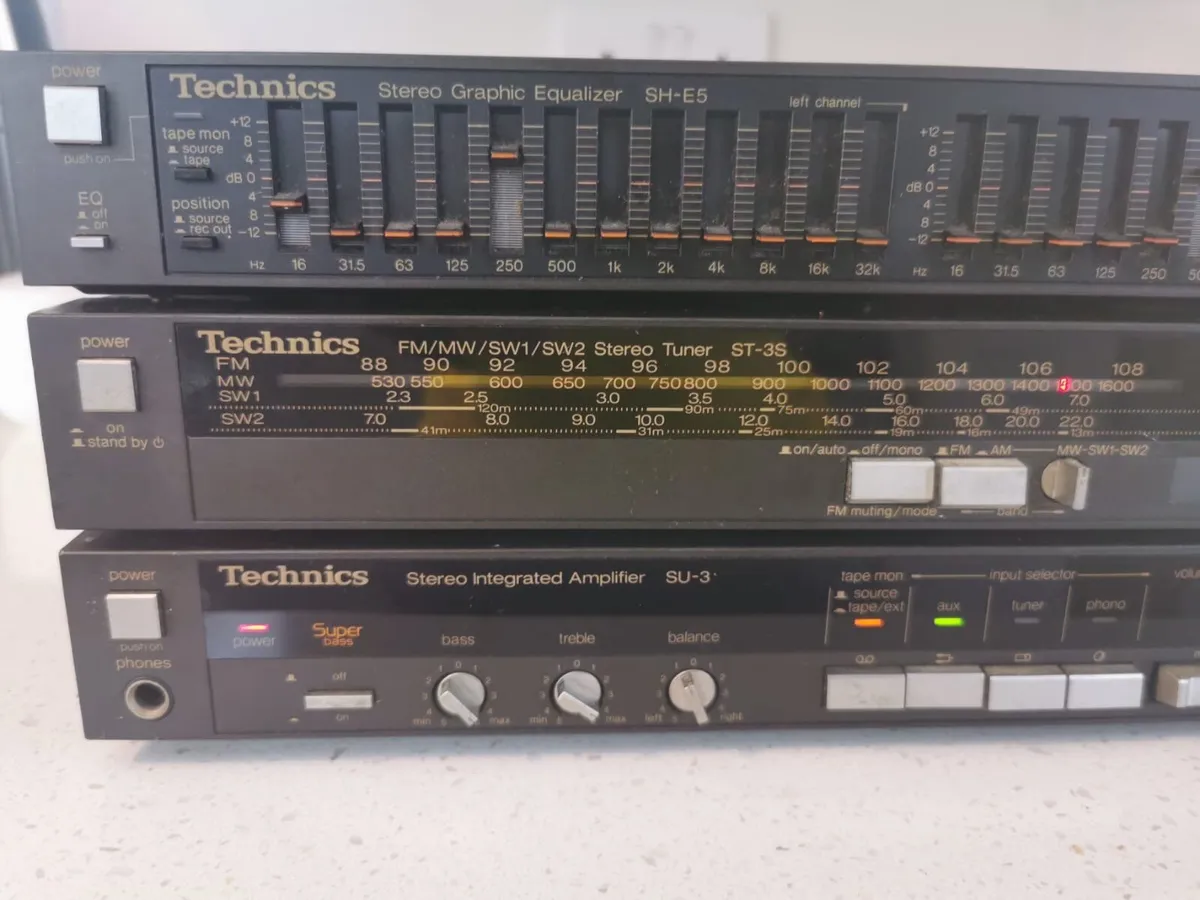 power
Technics Stereo Graphic Equalizer SH-E5
left channel
push on
tape mon
source
tape
position
source
rec out
EQ
off
on
+12
8
4
dB 0
4
8
-12
+12
8
4
dB 0
4
8
-12
Hz 16 31.5 63 125 250 500 1k 2k 4k 8k 16k 32k Hz 16 31.5 63 125 250
power
on
stand by
Technics FM/MW/SW1/SW2 Stereo Tuner ST-3S
FM 88 90 92 94 96 98 100 102 104 106 108
MW 530 550 600 650 700 750 800 900 1000 1100 1200 1300 1400 1600
SW1 2.3 2.5 3.0 3.5 4.0 5.0 6.0 7.0
120m 90m 75m 60m 49m
SW2 7.0 8.0 9.0 10.0 12.0 14.0 16.0 18.0 20.0 22.0
41m 31m 25m 19m 16m 13m
on/auto off/mono FM AM MW-SW1-SW2
FM muting/mode band
power
push on
phones
Technics Stereo Integrated Amplifier SU-3
power
Super
bass
off
on
bass
min max
treble
min max
balance
left right
tape mon
source
tape/ext
input selector
aux tuner phono